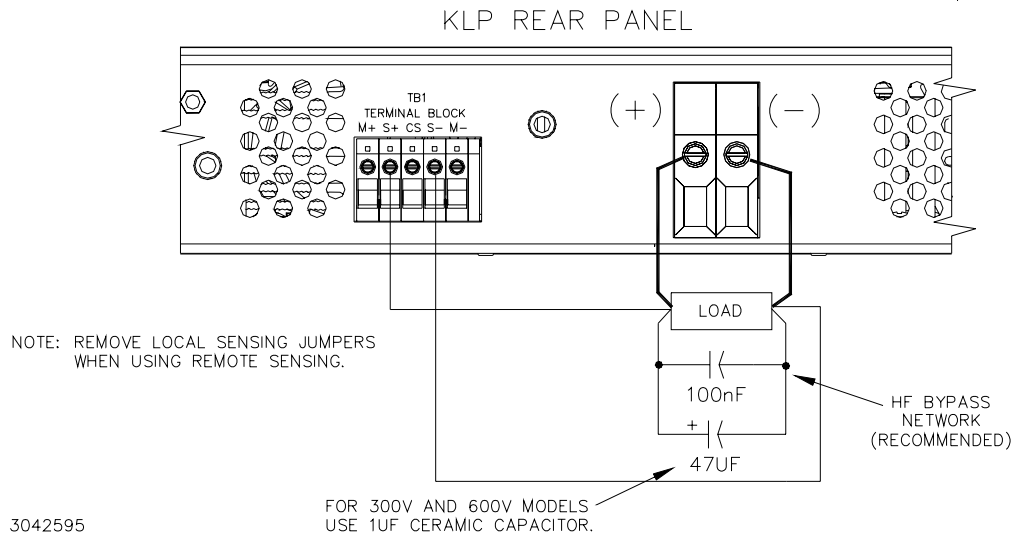 KLP REAR PANEL
TB1
TERMINAL BLOCK
M+ S+ CS S- M-
(+) (-)
LOAD
NOTE: REMOVE LOCAL SENSING JUMPERS
WHEN USING REMOTE SENSING.
100nF
HF BYPASS
NETWORK
(RECOMMENDED)
+
47UF
FOR 300V AND 600V MODELS
USE 1UF CERAMIC CAPACITOR.
3042595